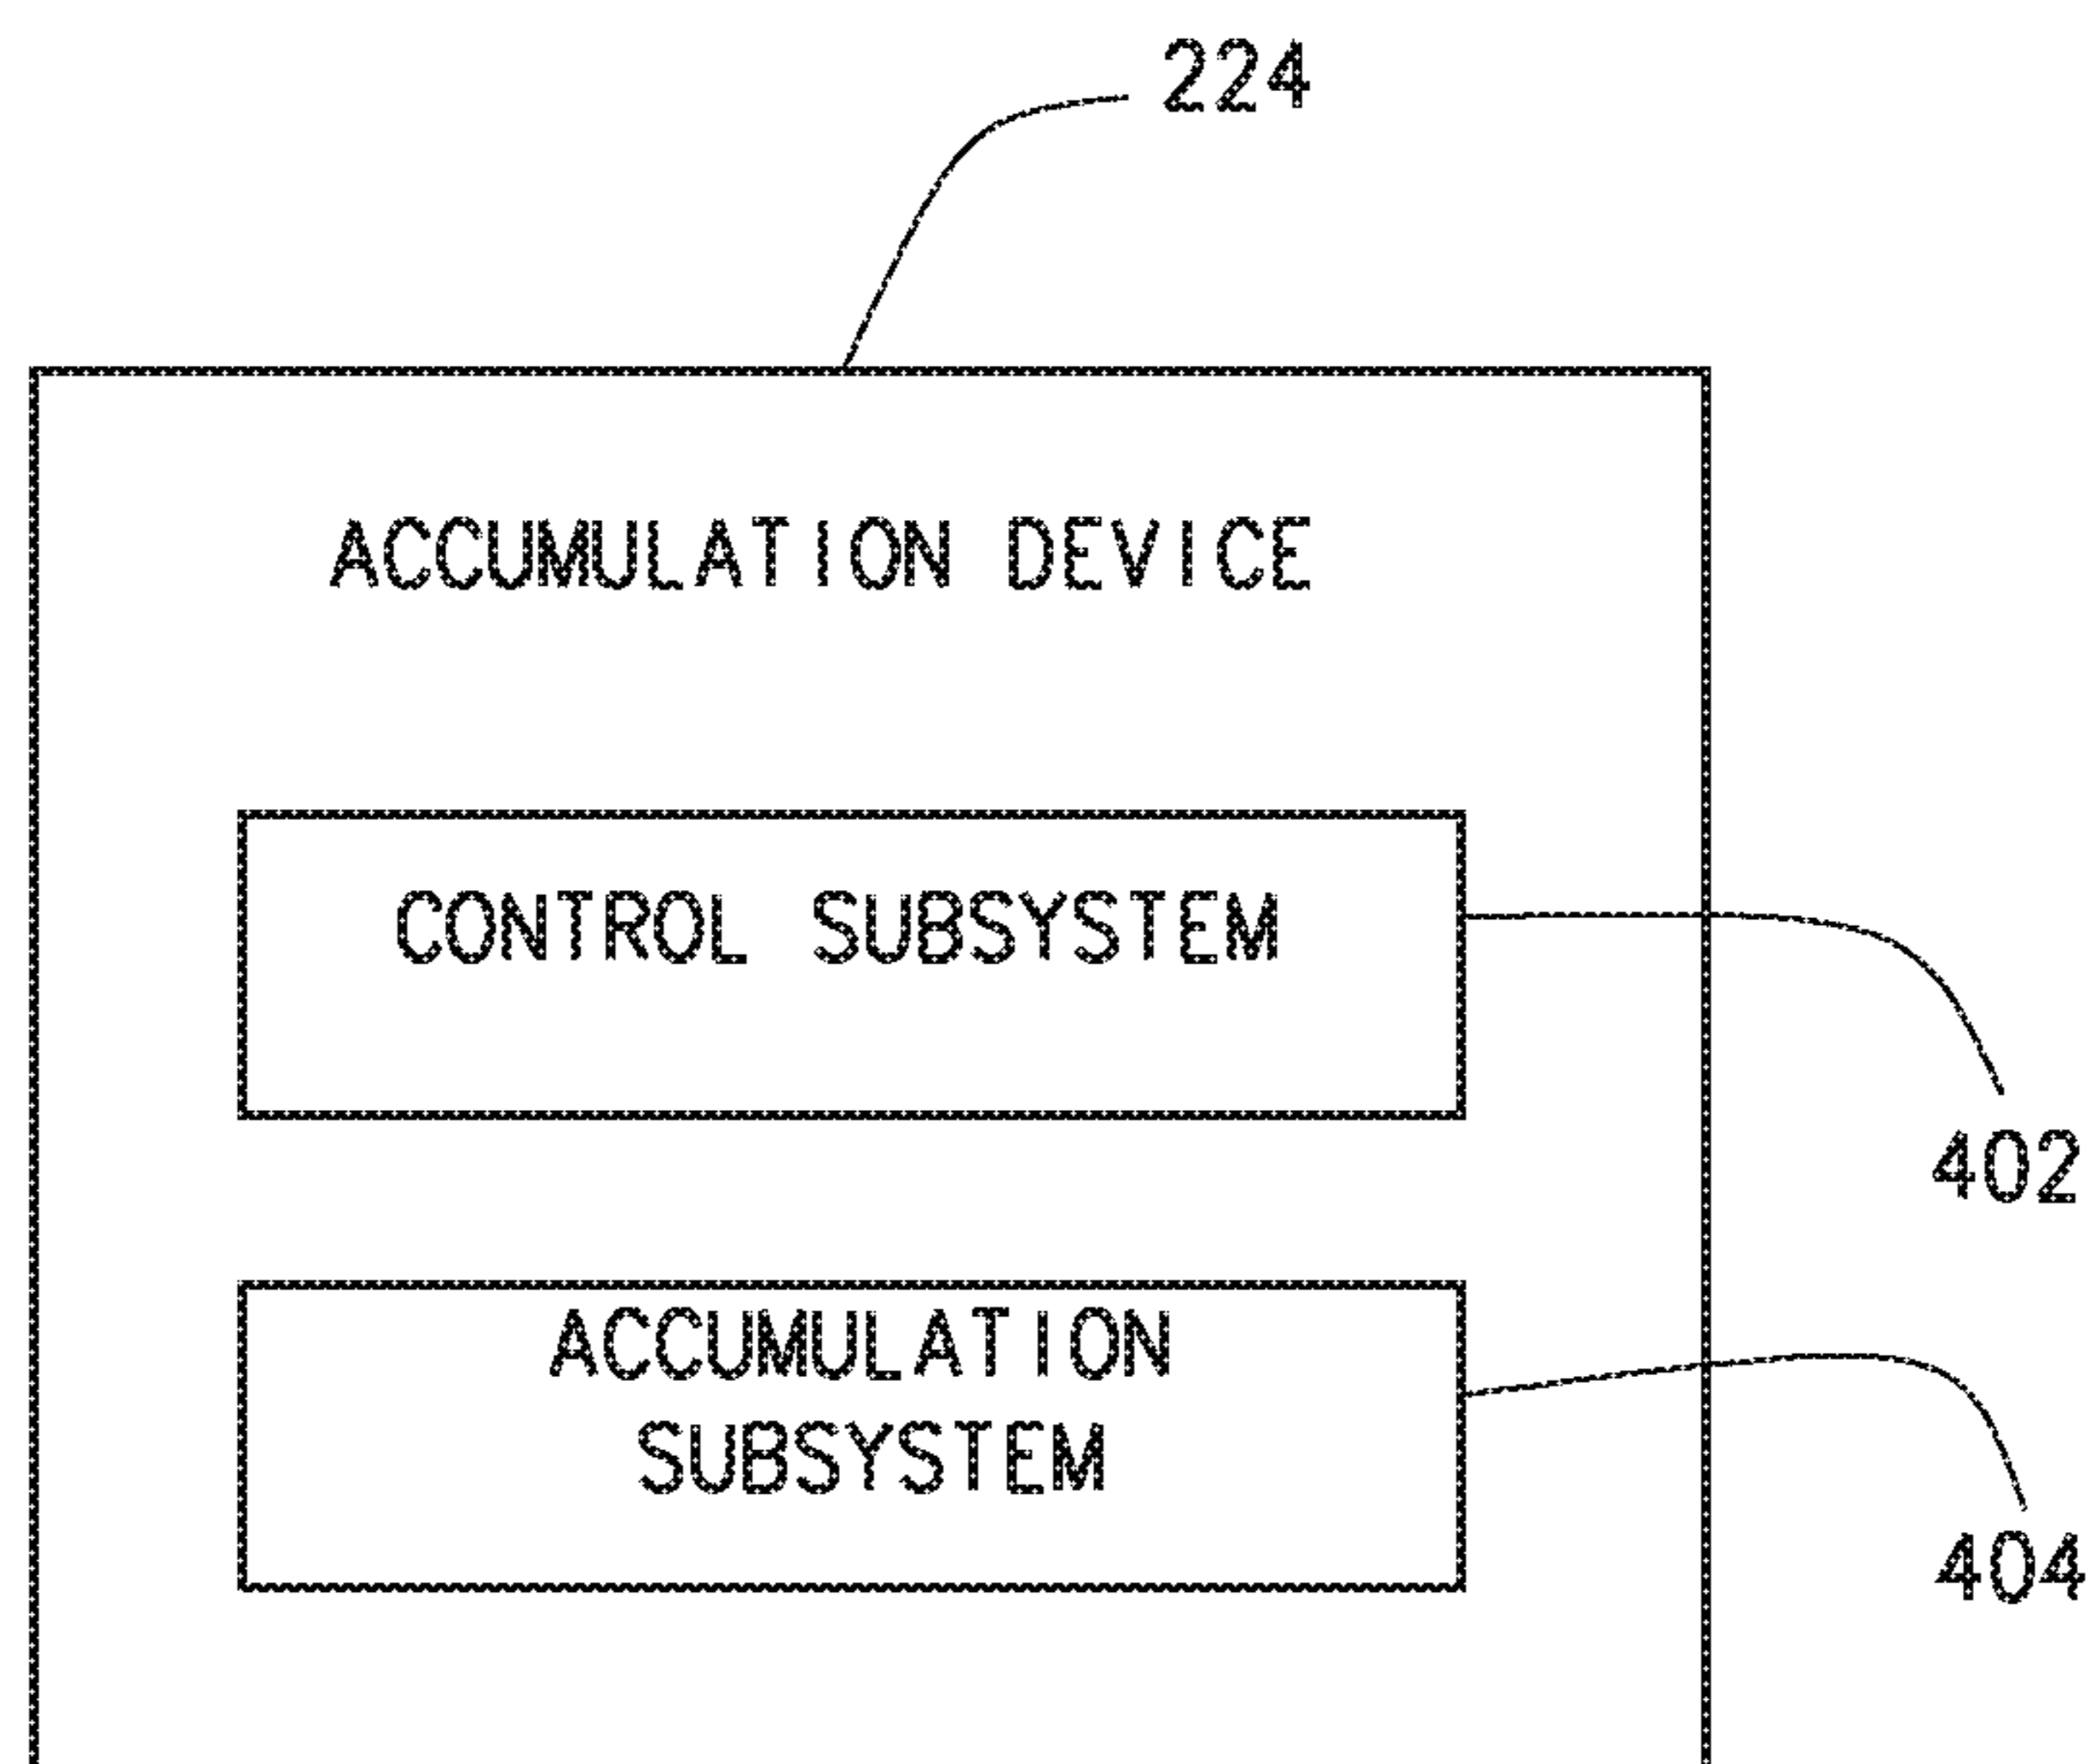 224
ACCUMULATION DEVICE
CONTROL SUBSYSTEM
402
ACCUMULATION
SUBSYSTEM
404